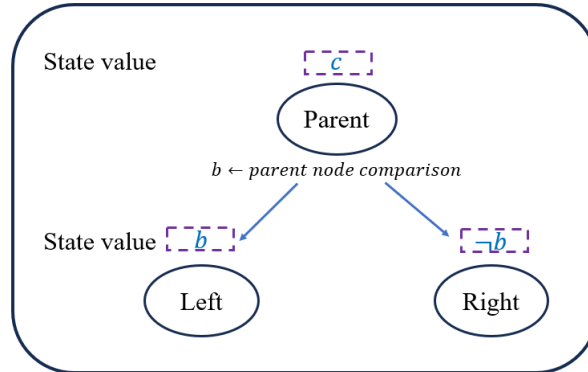 State value c
Parent
b ← parent node comparison
State value b ¬b
Left Right